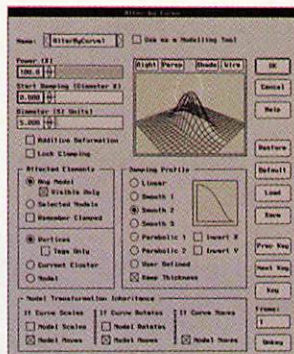 Alter By Curve
Name: AlterByCurve1 Use as a Modelling Tool
Power (%)
100.0
Right Persp Shade Wire
OK
Start Damping (Diameter %)
0.000
Cancel
Diameter (SI Units)
5.000
Help
Additive Deformation
Lock Clamping
Restore
Affected Elements
Damping Profile
Default
Any Model
Visible Only
Selected Models
Remember Clamped
Linear
Smooth 1
Smooth 2
Smooth 3
Load
Save
Vertices
Tags Only
Current Cluster
Model
Parabolic 1 Invert X
Parabolic 2 Invert Y
User Defined
Keep Thickness
Prev Key
Next Key
Key
Model Transformation Inheritance
Frame:
1
If Curve Scales If Curve Rotates If Curve Moves
Model Scales Model Rotates
Model Moves Model Moves Model Moves
Unkey